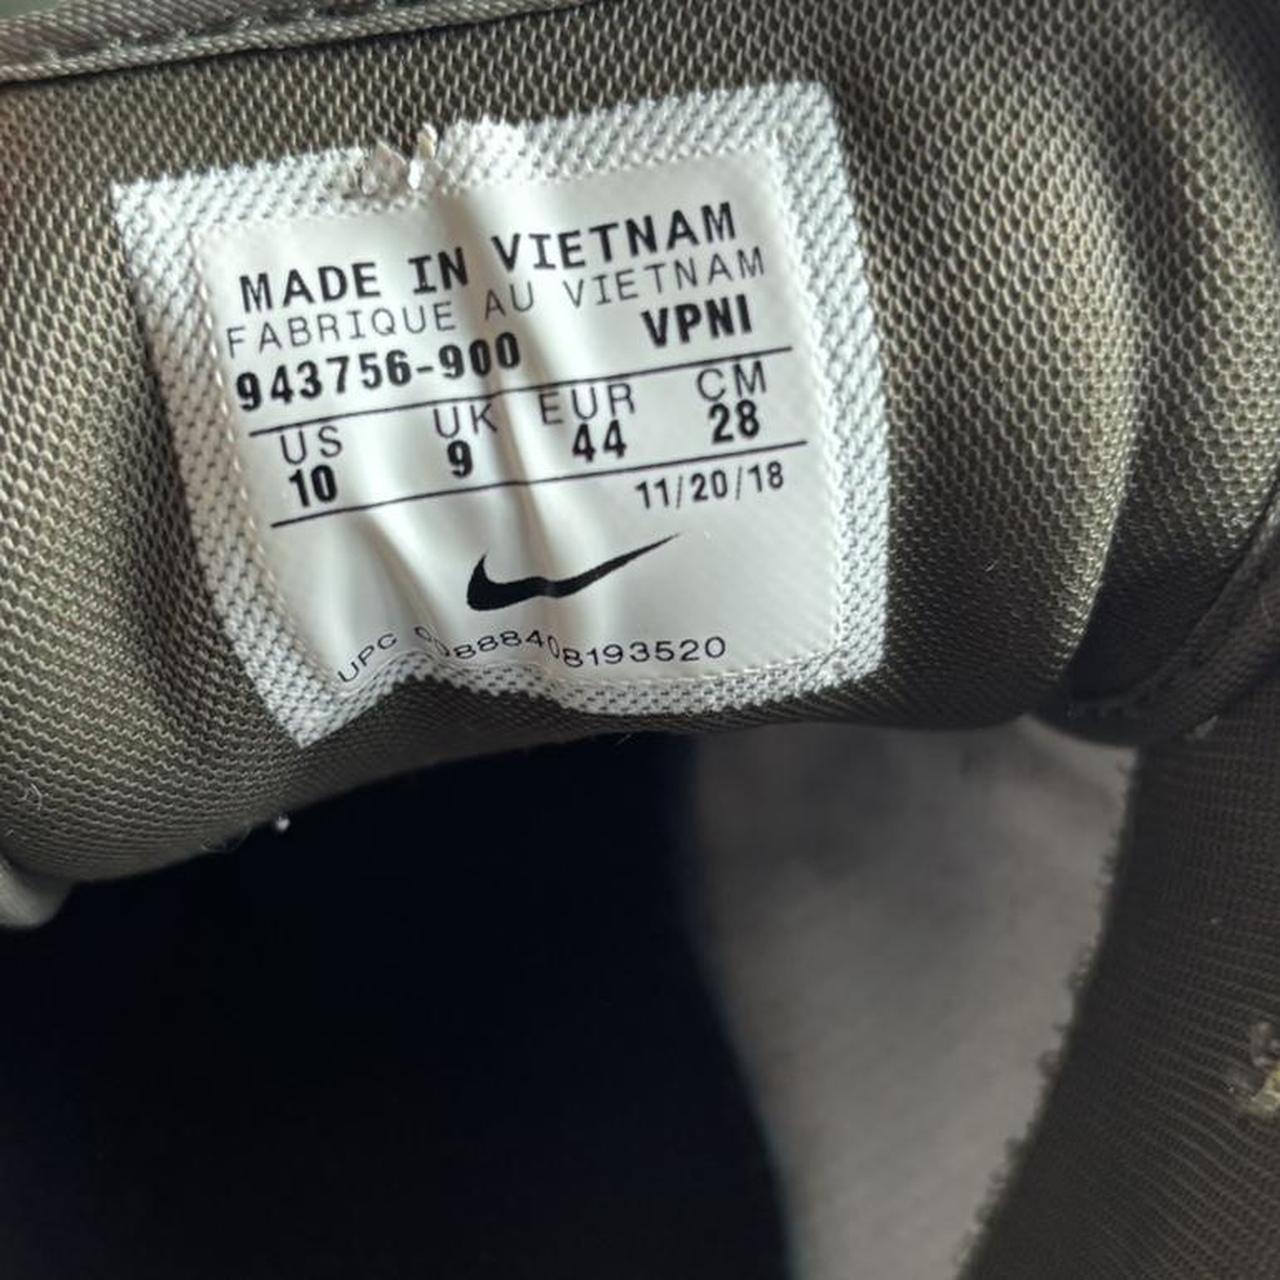 MADE IN VIETNAM
FABRIQUE AU VIETNAM
943756-900 VPNI
US UK EUR CM
10 9 44 28
11/20/18
UPC 00888408193520